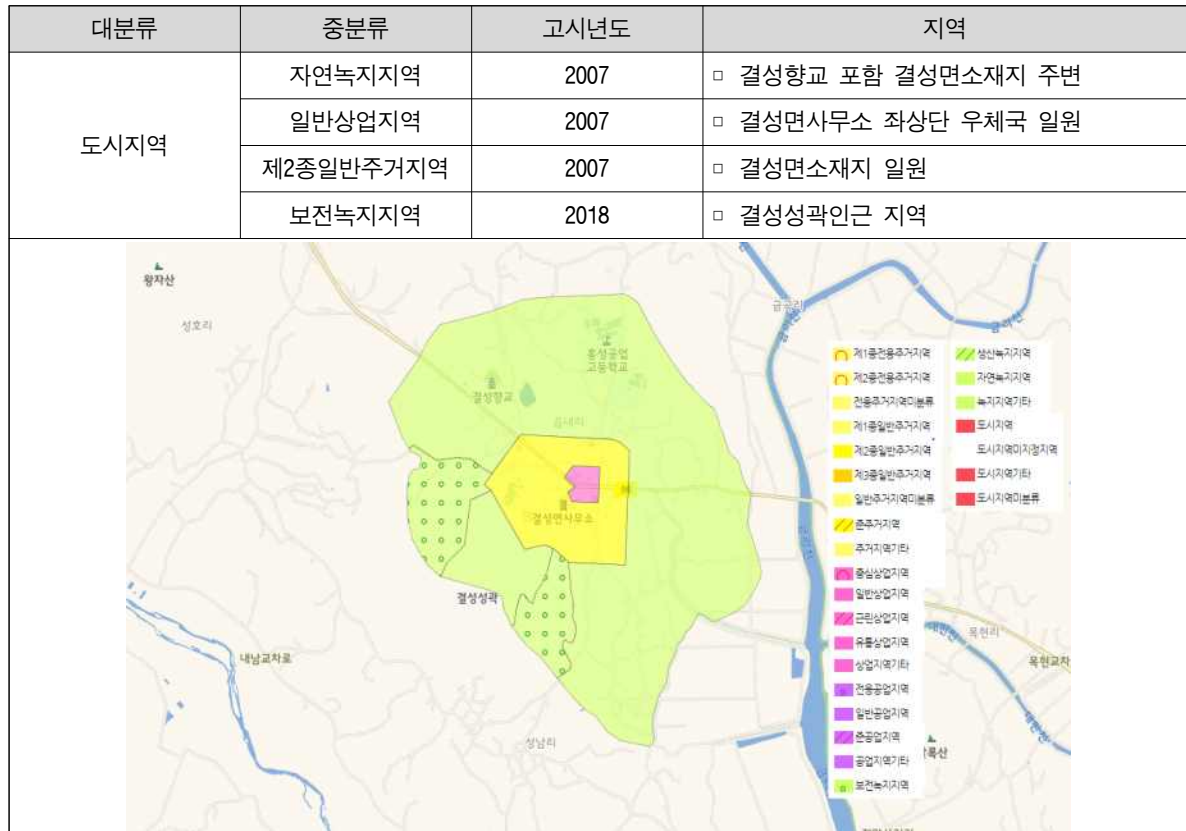 대분류 중분류 고시년도 지역
도시지역
자연녹지지역 2007 □ 결성향교 포함 결성면소재지 주변
일반상업지역 2007 □ 결성면사무소 좌상단 우체국 일원
제2종일반주거지역 2007 □ 결성면소재지 일원
보전녹지지역 2018 □ 결성성곽인근 지역
왕자산
성호리
금곡리
홍성공업
고등학교
결성향교
읍내리
결성면사무소
결성성곽
내남교차로
성남리
목현리
목현교차
제1종전용주거지역
제2종전용주거지역
전용주거지역미분류
제1종일반주거지역
제2종일반주거지역
제3종일반주거지역
일반주거지역미분류
준주거지역
주거지역기타
중심상업지역
일반상업지역
근린상업지역
유통상업지역
상업지역기타
전용공업지역
일반공업지역
준공업지역
공업지역기타
보전녹지지역
생산녹지지역
자연녹지지역
녹지지역기타
도시지역
도시지역미지정지역
도시지역기타
도시지역미분류